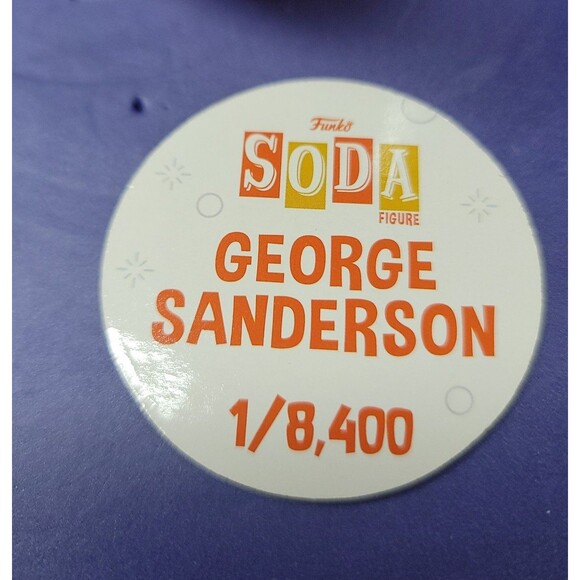 Funko
SODA
FIGURE
GEORGE
SANDERSON
1/8,400